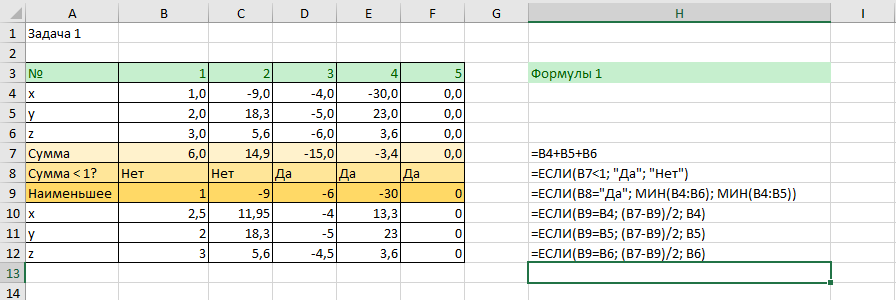 A B C D E F G H I
1 Задача 1
2
3 № 1 2 3 4 5 Формулы 1
4 x 1,0 -9,0 -4,0 -30,0 0,0
5 y 2,0 18,3 -5,0 23,0 0,0
6 z 3,0 5,6 -6,0 3,6 0,0
7 Сумма 6,0 14,9 -15,0 -3,4 0,0 =B4+B5+B6
8 Сумма < 1? Нет Нет Да Да Да =ЕСЛИ(B7<1; "Да"; "Нет")
9 Наименьшее 1 -9 -6 -30 0 =ЕСЛИ(B8="Да"; МИН(B4:B6); МИН(B4:B5))
10 x 2,5 11,95 -4 13,3 0 =ЕСЛИ(B9=B4; (B7-B9)/2; B4)
11 y 2 18,3 -5 23 0 =ЕСЛИ(B9=B5; (B7-B9)/2; B5)
12 z 3 5,6 -4,5 3,6 0 =ЕСЛИ(B9=B6; (B7-B9)/2; B6)
13
14